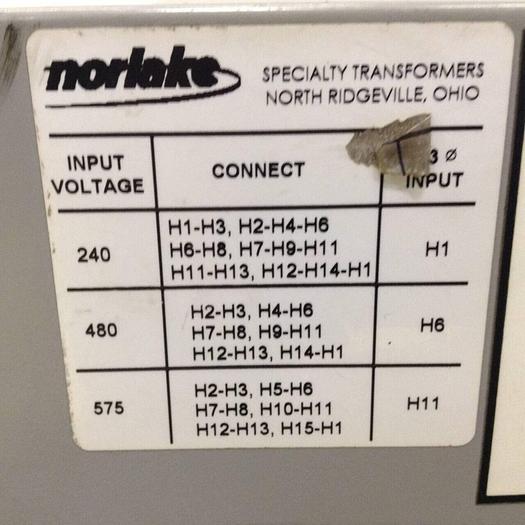 norlake
SPECIALTY TRANSFORMERS
NORTH RIDGEVILLE, OHIO
INPUT VOLTAGE
CONNECT
3 Ø INPUT
240
H1-H3, H2-H4-H6
H6-H8, H7-H9-H11
H11-H13, H12-H14-H1
H1
480
H2-H3, H4-H6
H7-H8, H9-H11
H12-H13, H14-H1
H6
575
H2-H3, H5-H6
H7-H8, H10-H11
H12-H13, H15-H1
H11